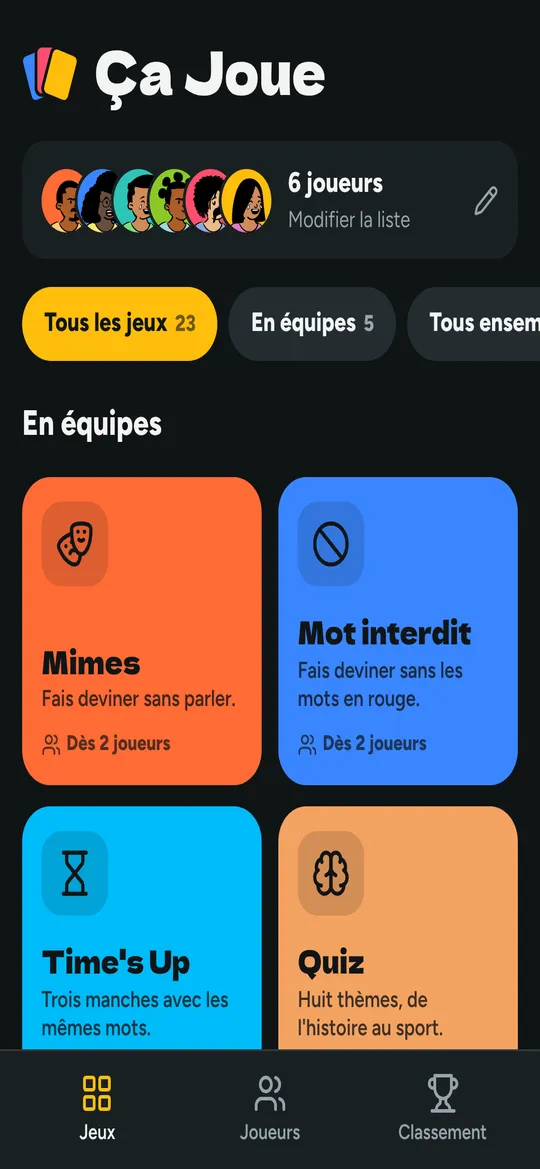 Ça Joue
6 joueurs
Modifier la liste
Tous les jeux 23
En équipes 5
Tous ensem
En équipes
Mimes
Fais deviner sans parler.
Dès 2 joueurs
Mot interdit
Fais deviner sans les
mots en rouge.
Dès 2 joueurs
Time's Up
Trois manches avec les
mêmes mots.
Quiz
Huit thèmes, de
l'histoire au sport.
Jeux
Joueurs
Classement